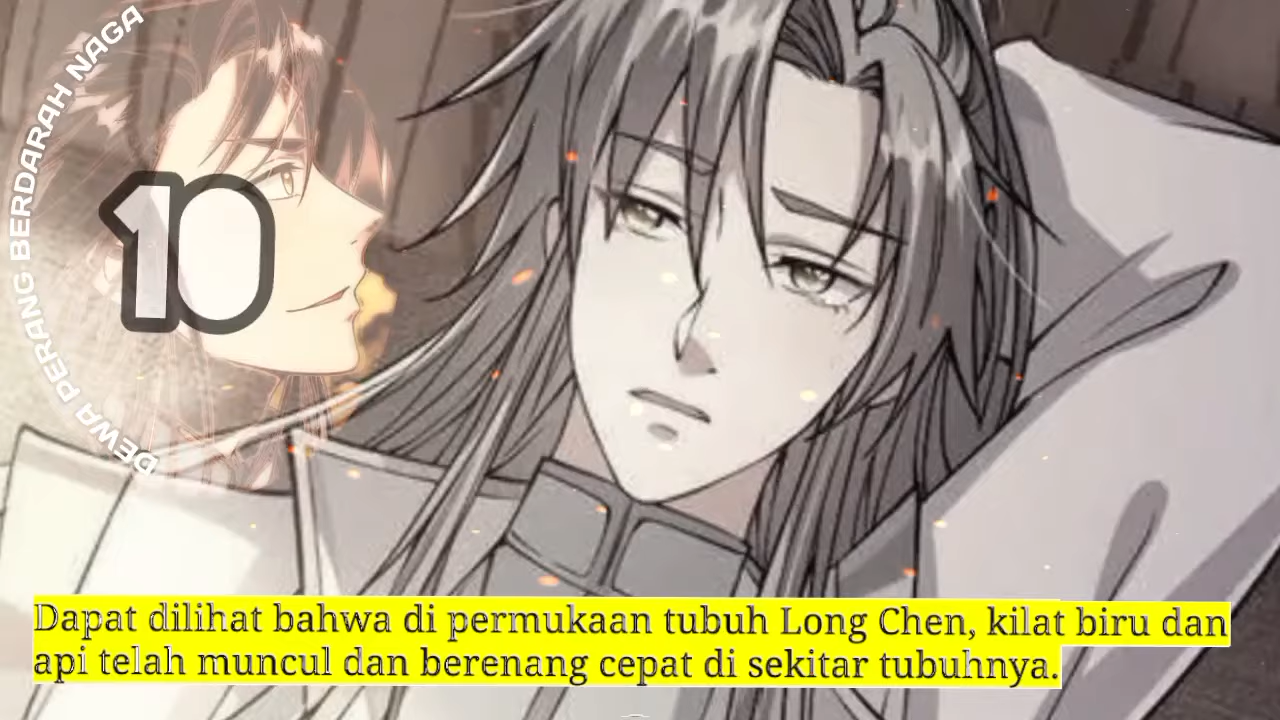 DEWA PERANG BERDARAH NAGA
10
Dapat dilihat bahwa di permukaan tubuh Long Chen, kilat biru dan
api telah muncul dan berenang cepat di sekitar tubuhnya.